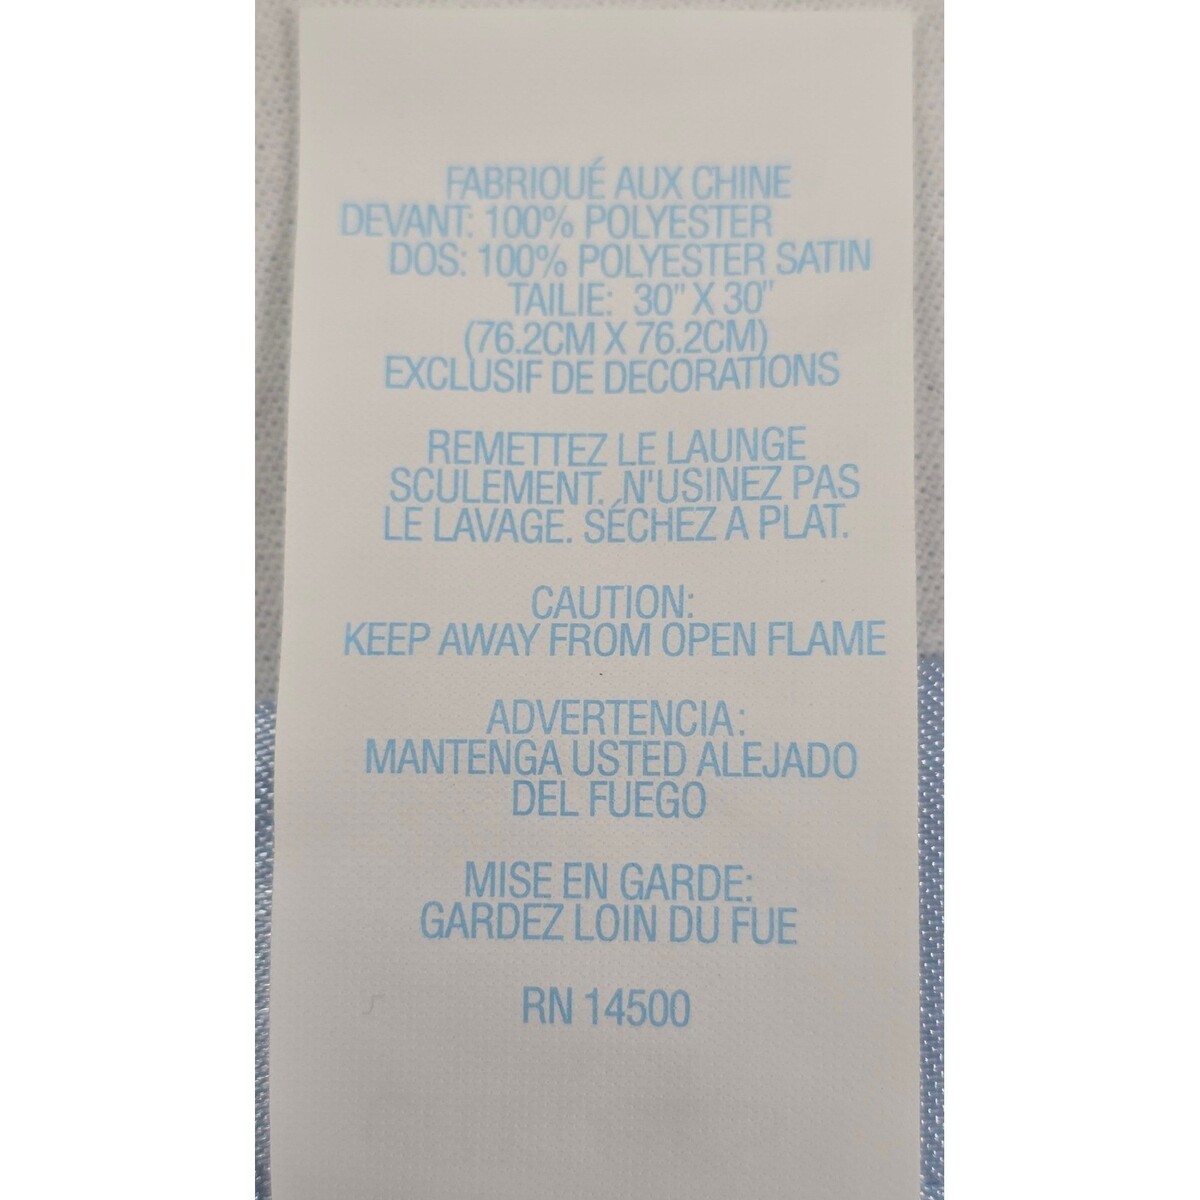 FABRIOUÉ AUX CHINE
DEVANT: 100% POLYESTER
DOS: 100% POLYESTER SATIN
TAILIE: 30" X 30"
(76.2CM X 76.2CM)
EXCLUSIF DE DECORATIONS
REMETTEZ LE LAUNGE
SCULEMENT. N'USINEZ PAS
LE LAVAGE. SÉCHEZ A PLAT.
CAUTION:
KEEP AWAY FROM OPEN FLAME
ADVERTENCIA:
MANTENGA USTED ALEJADO
DEL FUEGO
MISE EN GARDE:
GARDEZ LOIN DU FUE
RN 14500